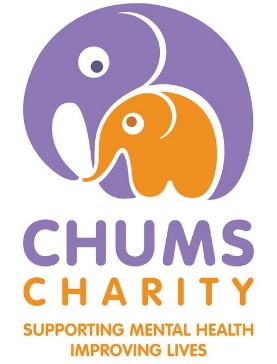 CHUMS
CHARITY
SUPPORTING MENTAL HEALTH
IMPROVING LIVES